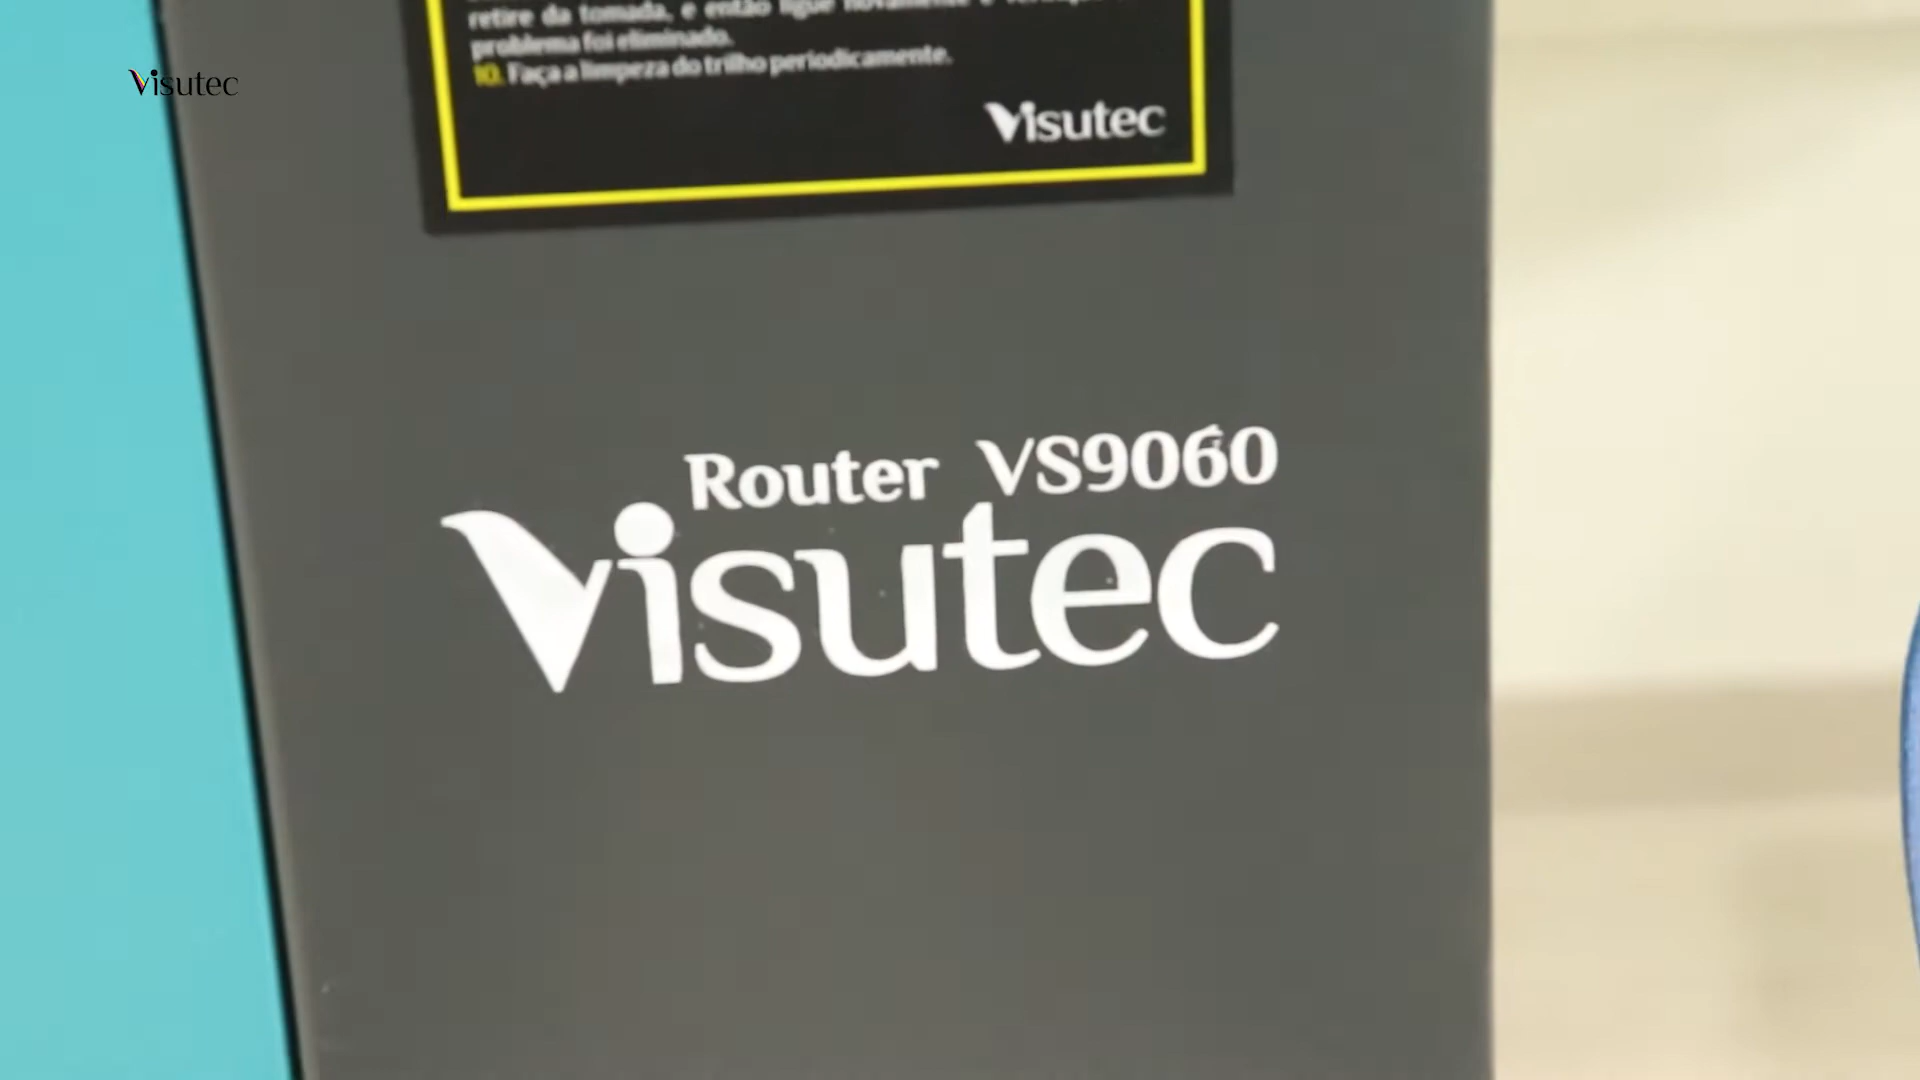 Visutec
retire da tomada, e então ligue novamente e
problema foi eliminado.
10. Faça a limpeza do trilho periodicamente.
Visutec
Router VS9060
Visutec